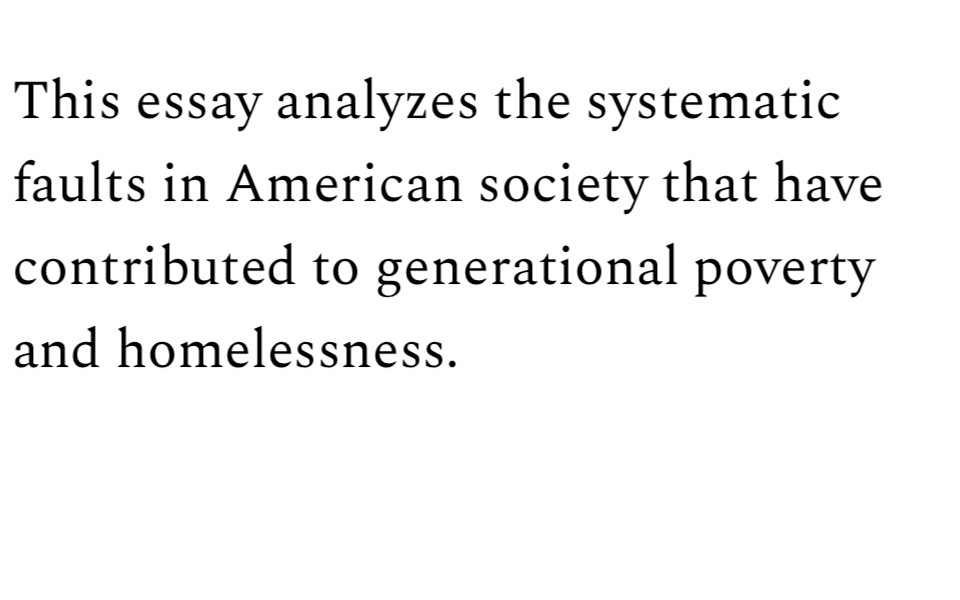 This essay analyzes the systematic
faults in American society that have
contributed to generational poverty
and homelessness.